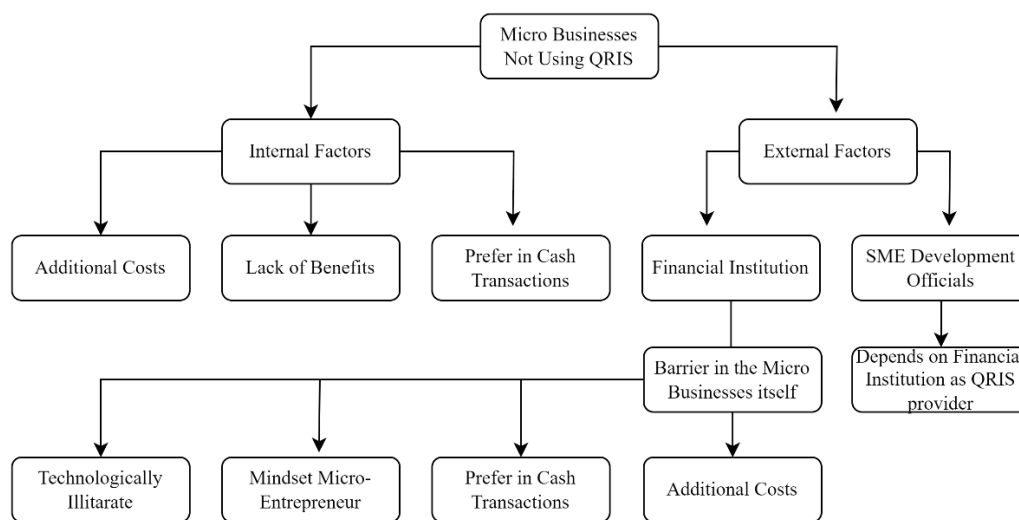 Micro Businesses
Not Using QRIS
Internal Factors
External Factors
Additional Costs
Lack of Benefits
Prefer in Cash
Transactions
Financial Institution
SME Development
Officials
Barrier in the Micro
Businesses itself
Depends on Financial
Institution as QRIS
provider
Technologically
Illitarate
Mindset Micro-
Entrepreneur
Prefer in Cash
Transactions
Additional Costs